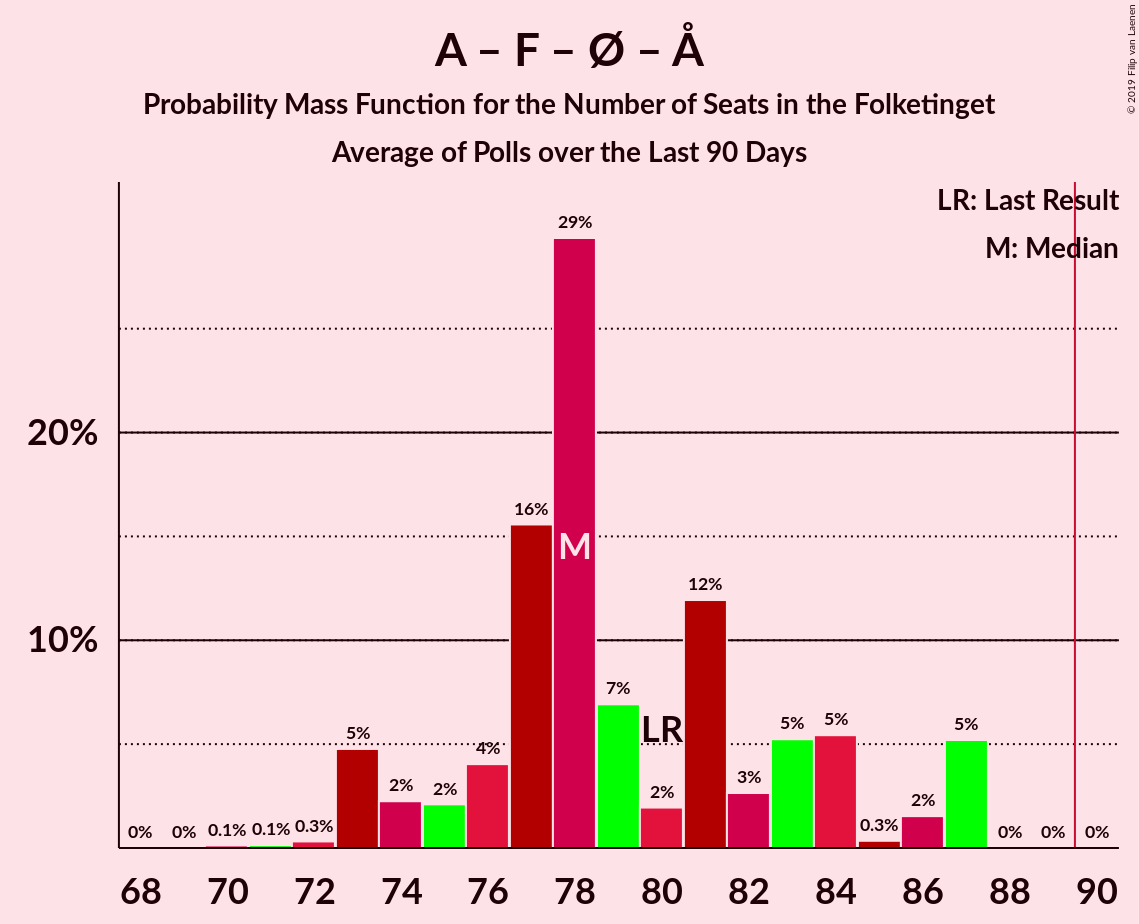 A – F – Ø – Å
Probability Mass Function for the Number of Seats in the Folketinget
Average of Polls over the Last 90 Days
© 2019 Filip van Laenen
LR: Last Result
M: Median
20%
10%
0%
0%
0.1%
0.1%
0.3%
5%
2%
2%
4%
16%
29%
7%
2%
12%
3%
5%
5%
0.3%
2%
5%
0%
0%
0%
M
LR
68 70 72 74 76 78 80 82 84 86 88 90